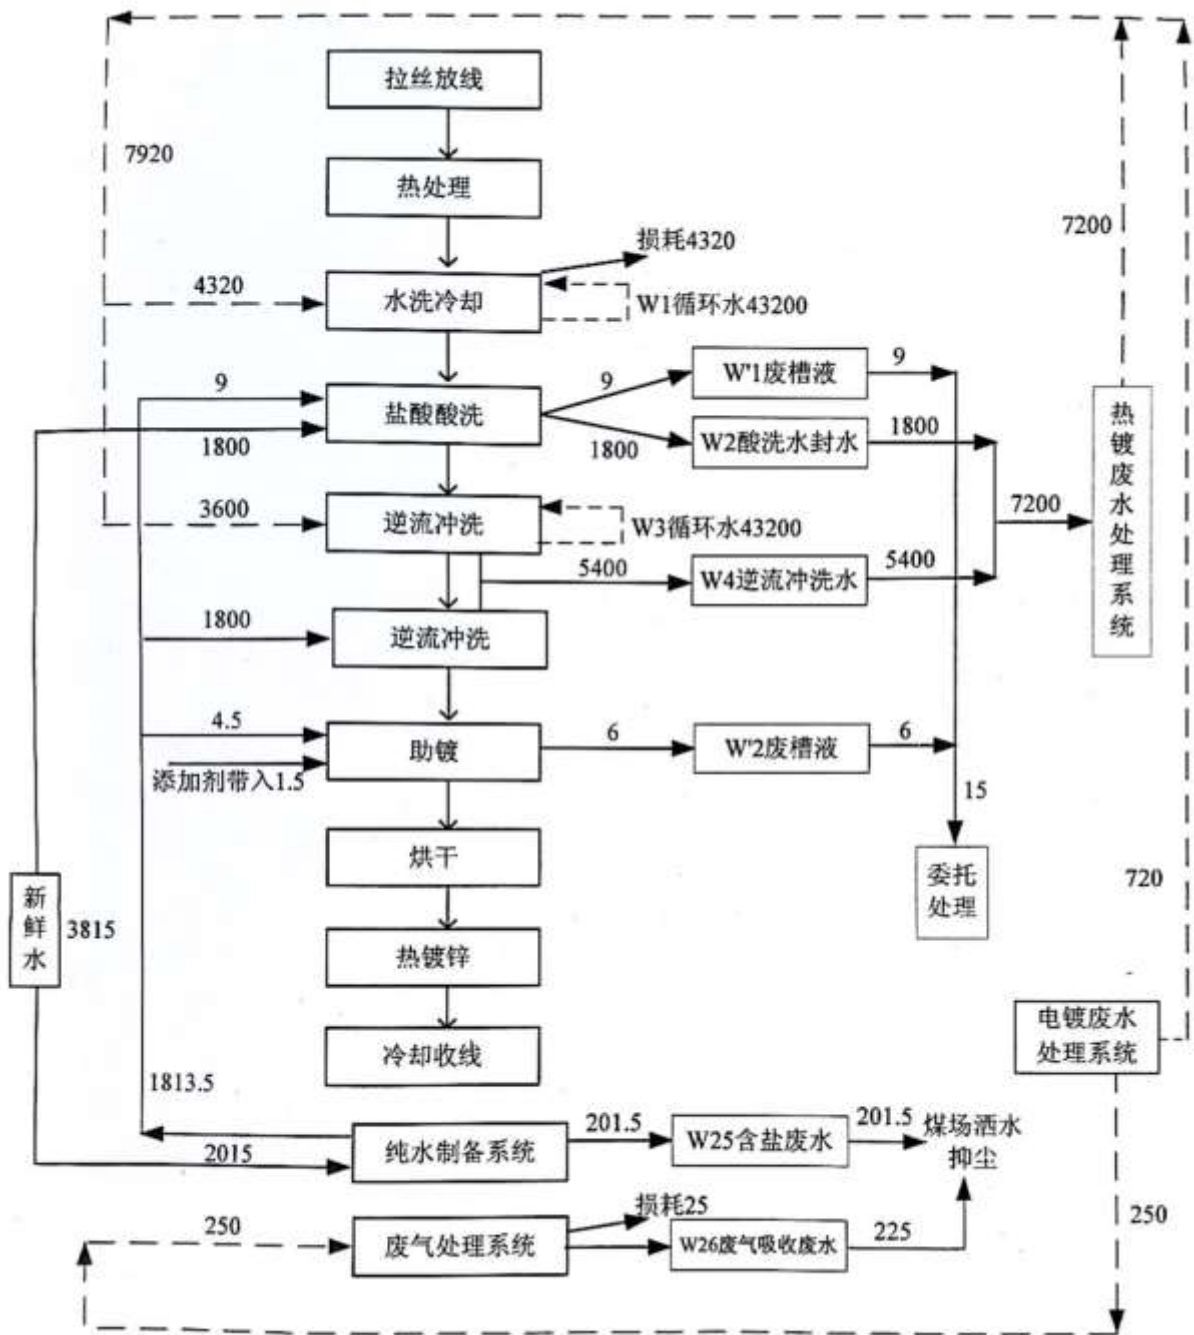 拉丝放线
7920
热处理
7200
损耗4320
4320
水洗冷却
W1循环水43200
9
9
W'1废槽液
9
盐酸酸洗
1800
1800
W2酸洗水封水
1800
热镀废水处理系统
3600
逆流冲洗
W3循环水43200
7200
5400
W4逆流冲洗水
5400
1800
逆流冲洗
4.5
助镀
6
W'2废槽液
6
添加剂带入1.5
15
烘干
委托
处理
720
新鲜水
3815
热镀锌
电镀废水
处理系统
冷却收线
1813.5
2015
纯水制备系统
201.5
W25含盐废水
201.5
煤场洒水
抑尘
损耗25
250
250
废气处理系统
W26废气吸收废水
225